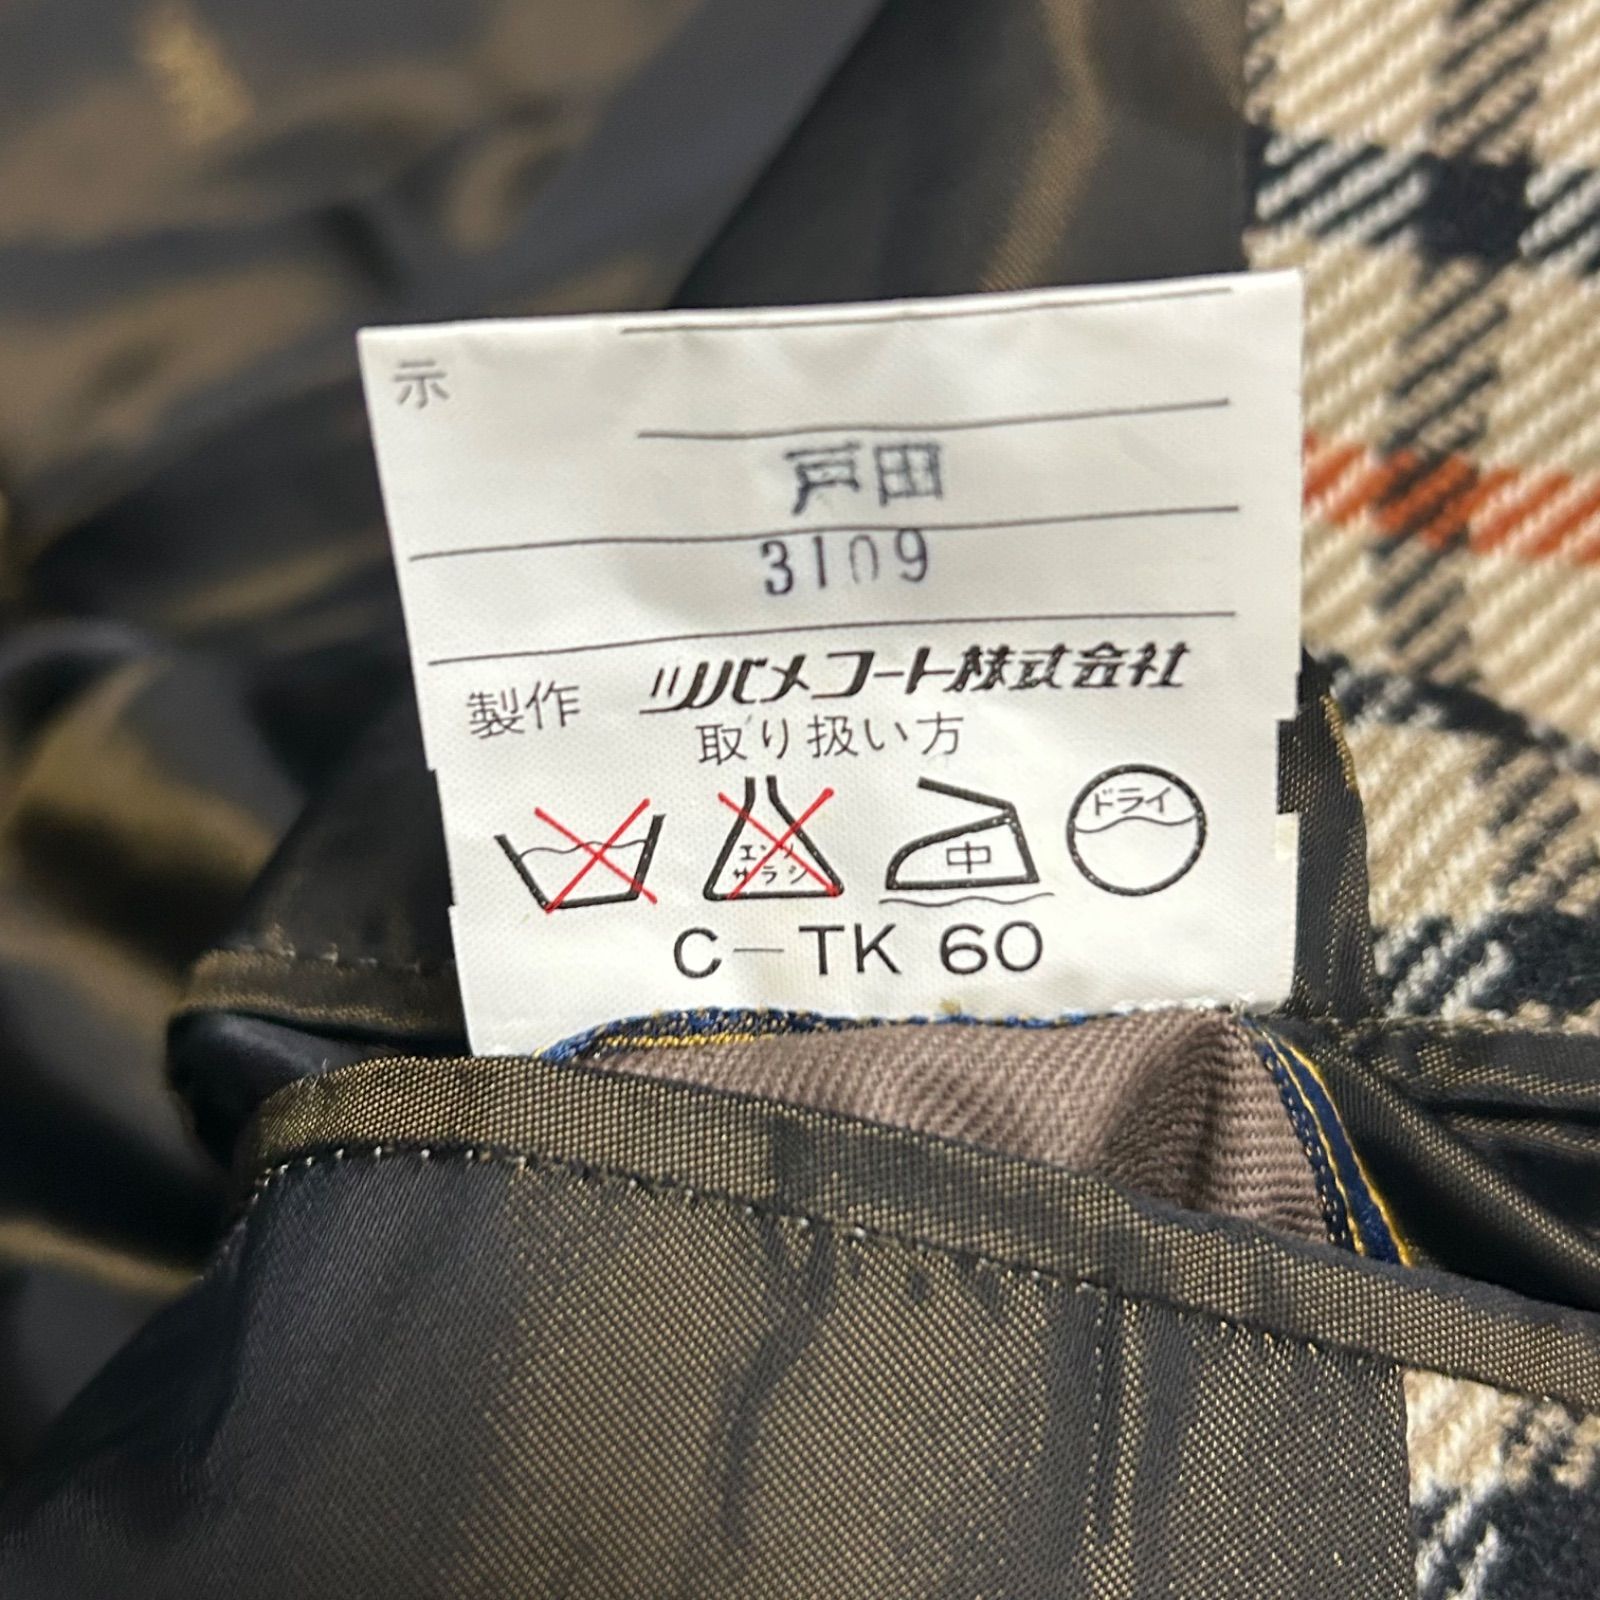 示
戸田
3109
製作 ツバメコート株式会社
取り扱い方
エンソ サラシ 中 ドライ
C-TK 60